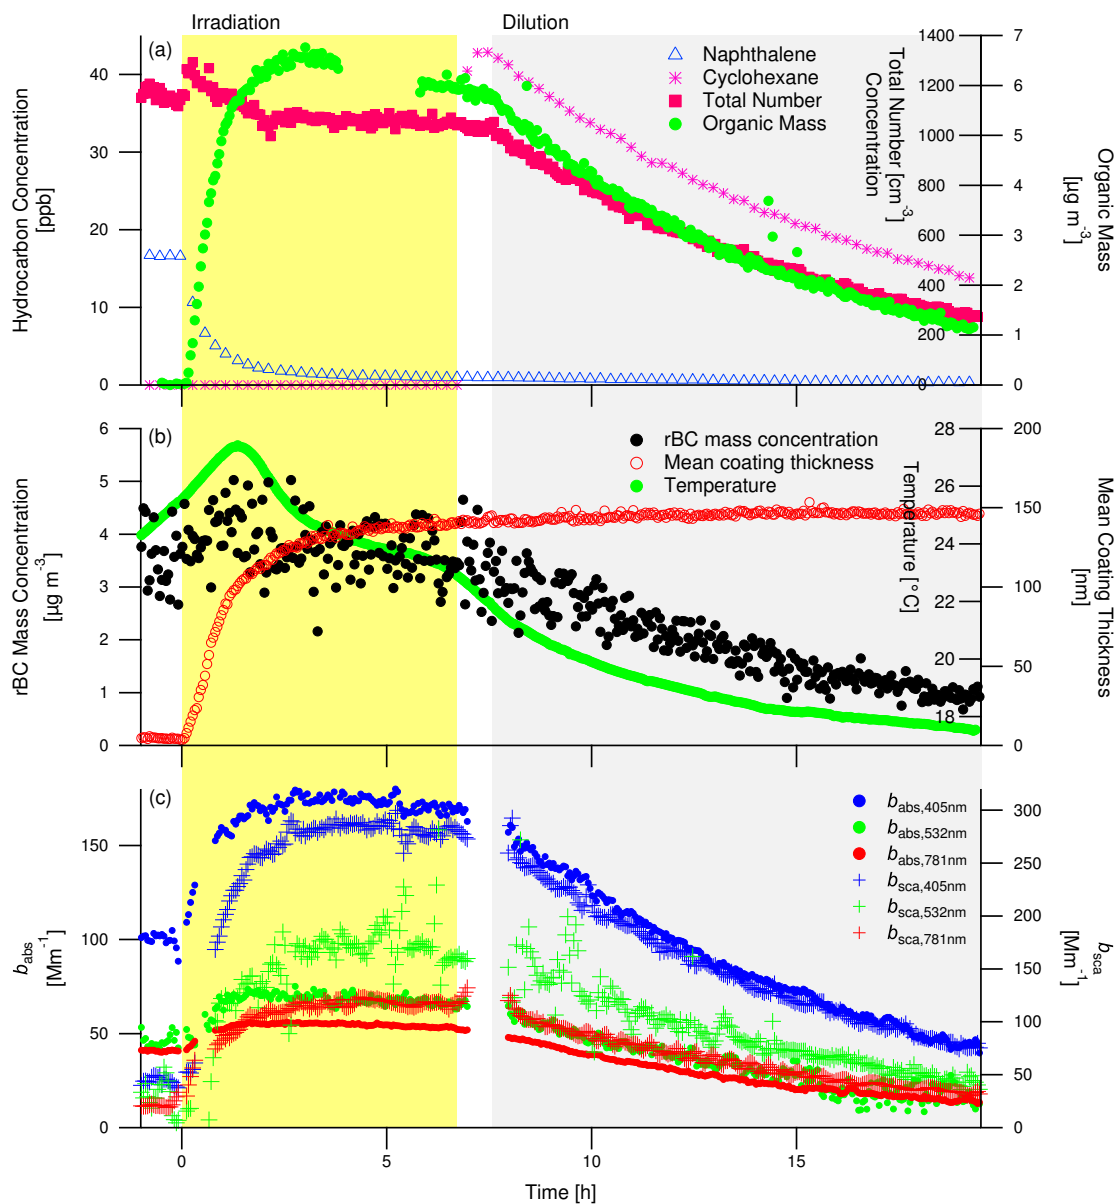 Irradiation
Dilution
(a)
Naphthalene
Cyclohexane
Total Number
Organic Mass
Hydrocarbon Concentration
[ppb]
40
30
20
10
0
Total Number [cm-3]
Concentration
1400
1200
1000
800
600
400
200
0
Organic Mass
[µg m-3]
7
6
5
4
3
2
1
0
(b)
rBC mass concentration
Mean coating thickness
Temperature
rBC Mass Concentration
[µg m-3]
6
5
4
3
2
1
0
Temperature [°C]
28
26
24
22
20
18
Mean Coating Thickness
[nm]
200
150
100
50
0
(c)
babs,405nm
babs,532nm
babs,781nm
bsca,405nm
bsca,532nm
bsca,781nm
babs
[Mm-1]
150
100
50
0
bsca
[Mm-1]
300
250
200
150
100
50
0
0
5
10
15
Time [h]